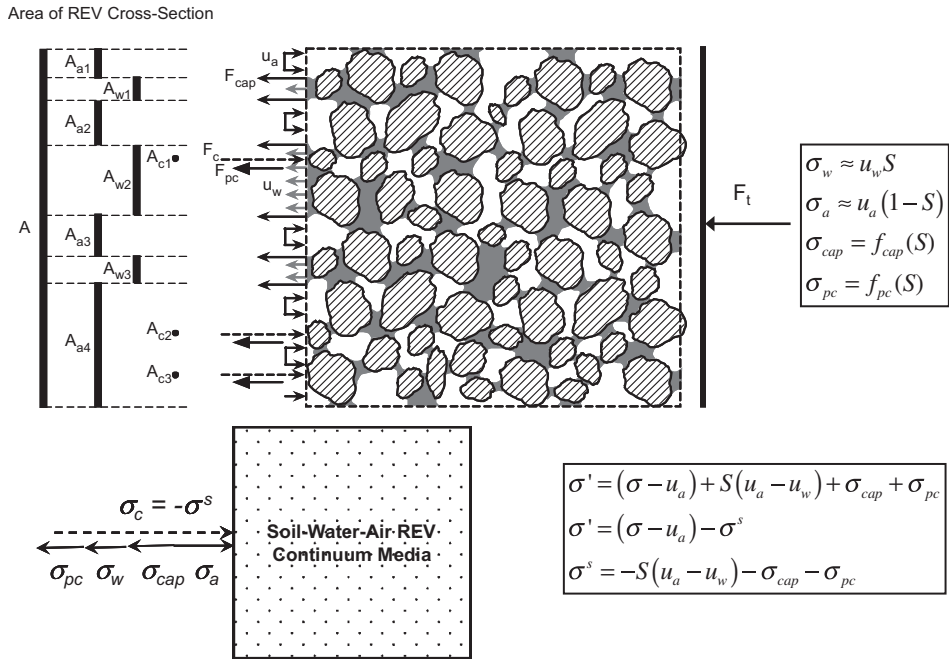 Area of REV Cross-Section
A
A_a1
A_w1
A_a2
A_w2
A_c1
A_a3
A_w3
A_a4
A_c2
A_c3
u_a
F_cap
F_c
F_pc
u_w
F_t
σ_w ≈ u_w S
σ_a ≈ u_a (1 − S)
σ_cap = f_cap (S)
σ_pc = f_pc (S)
σ_c = -σ^s
σ_pc σ_w σ_cap σ_a
Soil-Water-Air REV
Continuum Media
σ' = (σ − u_a) + S(u_a − u_w) + σ_cap + σ_pc
σ' = (σ − u_a) − σ^s
σ^s = −S(u_a − u_w) − σ_cap − σ_pc